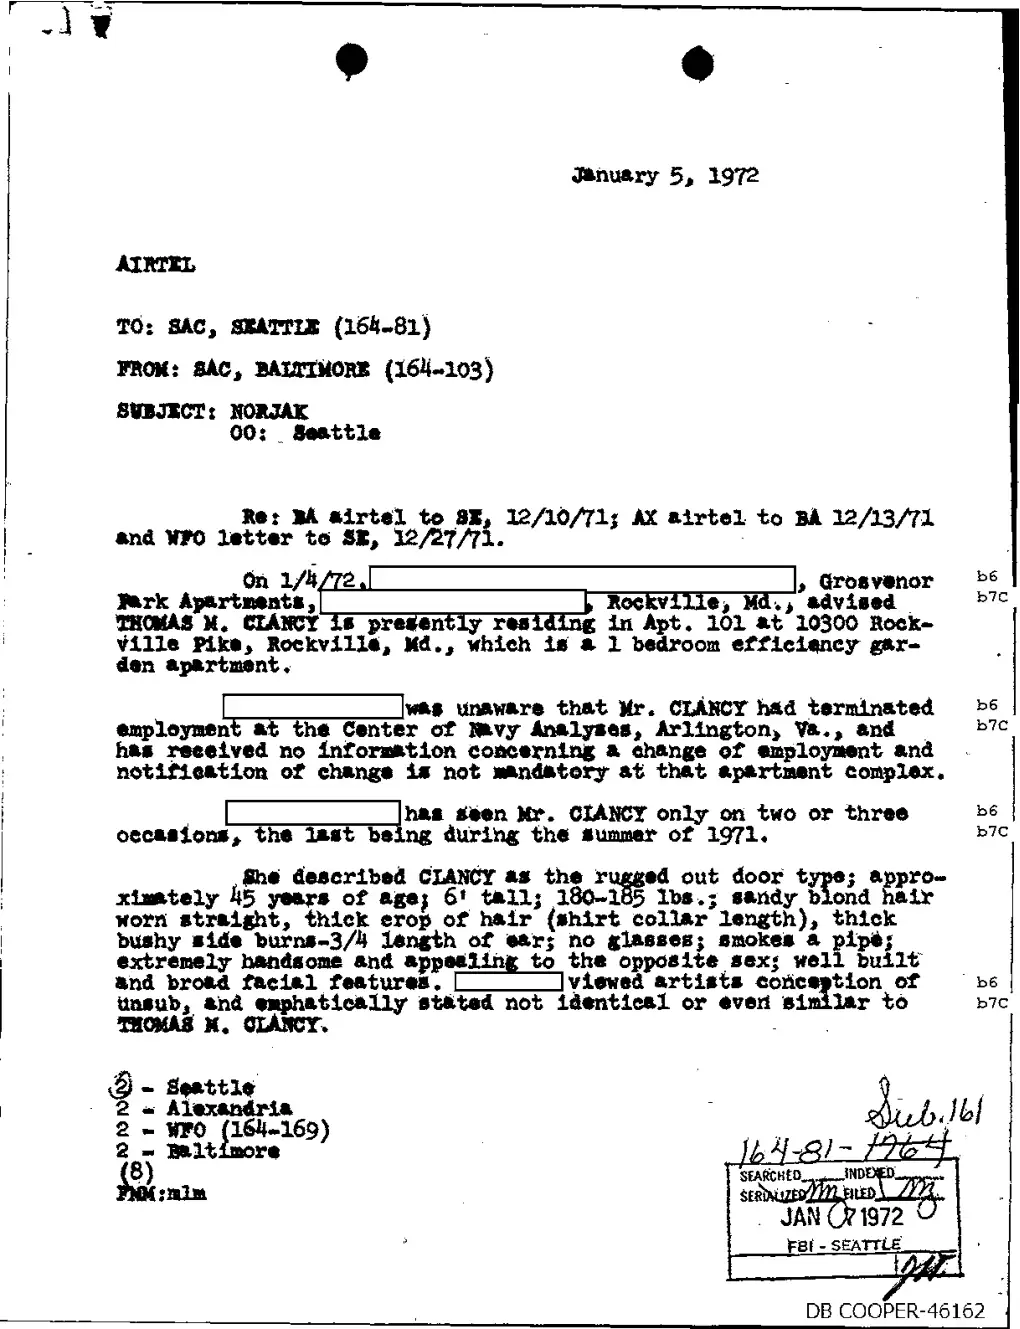 January 5, 1972
AIRTEL
TO: SAC, SEATTLE (164-81)
FROM: SAC, BALTIMORE (164-103)
SUBJECT: NORJAK
OO: Seattle
Re: BA airtel to SE, 12/10/71; AX airtel to BA 12/13/71
and WFO letter to SE, 12/27/71.
On 1/4/72, , Grosvenor
b6
Park Apartments, , Rockville, Md., advised
b7C
THOMAS M. CLANCY is presently residing in Apt. 101 at 10300 Rock-
ville Pike, Rockville, Md., which is a 1 bedroom efficiency gar-
den apartment.
was unaware that Mr. CLANCY had terminated
b6
employment at the Center of Navy Analyses, Arlington, Va., and
b7C
has received no information concerning a change of employment and
notification of change is not mandatory at that apartment complex.
has seen Mr. CLANCY only on two or three
b6
occasions, the last being during the summer of 1971.
b7C
She described CLANCY as the rugged out door type; appro-
ximately 45 years of age; 6' tall; 180-185 lbs.; sandy blond hair
worn straight, thick crop of hair (shirt collar length), thick
bushy side burns-3/4 length of ear; no glasses; smokes a pipe;
extremely handsome and appealing to the opposite sex; well built
and broad facial features. viewed artists conception of
b6
unsub, and emphatically stated not identical or even similar to
b7C
THOMAS M. CLANCY.
2 - Seattle
2 - Alexandria
2 - WFO (164-169)
2 - Baltimore
(8)
FMM:mlm
Sub. 161
164-81-1964
SEARCHED INDEXED
SERIALIZED FILED
JAN 07 1972
FBI - SEATTLE
DB COOPER-46162